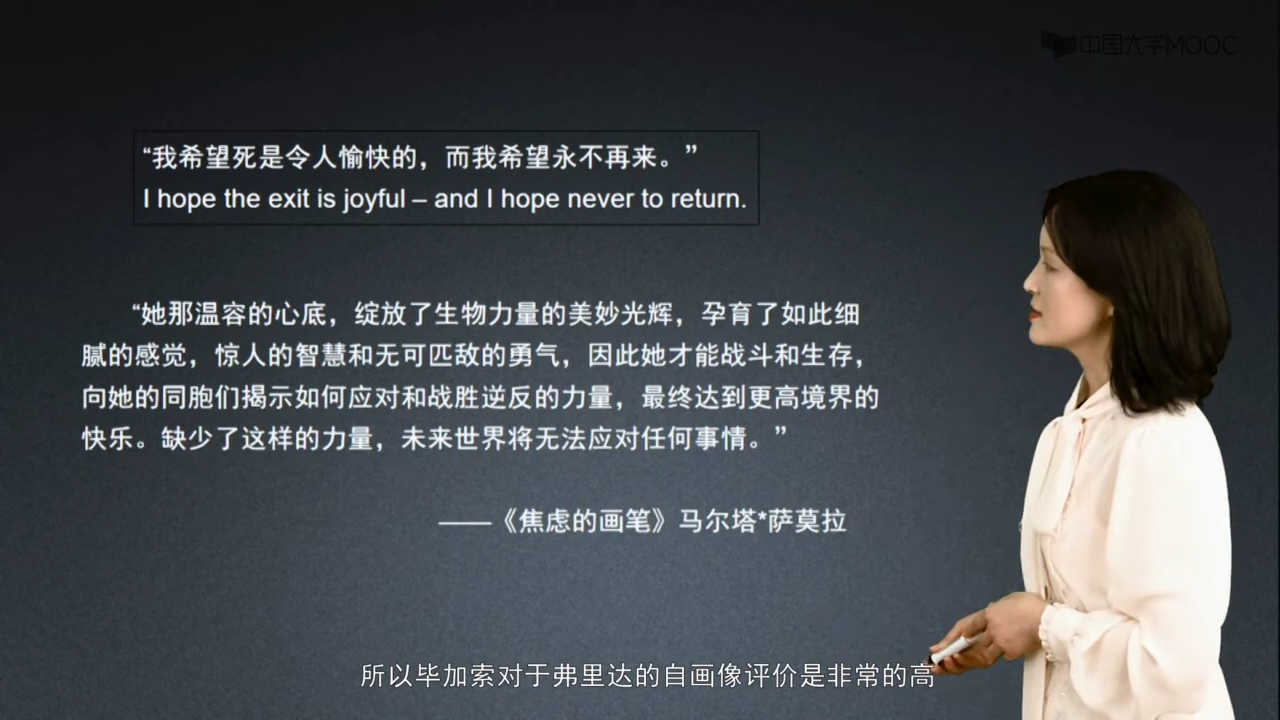 中国大学MOOC
“我希望死是令人愉快的，而我希望永不再来。”
I hope the exit is joyful – and I hope never to return.
“她那温容的心底，绽放了生物力量的美妙光辉，孕育了如此细
腻的感觉，惊人的智慧和无可匹敌的勇气，因此她才能战斗和生存，
向她的同胞们揭示如何应对和战胜逆反的力量，最终达到更高境界的
快乐。缺少了这样的力量，未来世界将无法应对任何事情。”
——《焦虑的画笔》马尔塔*萨莫拉
所以毕加索对于弗里达的自画像评价是非常的高